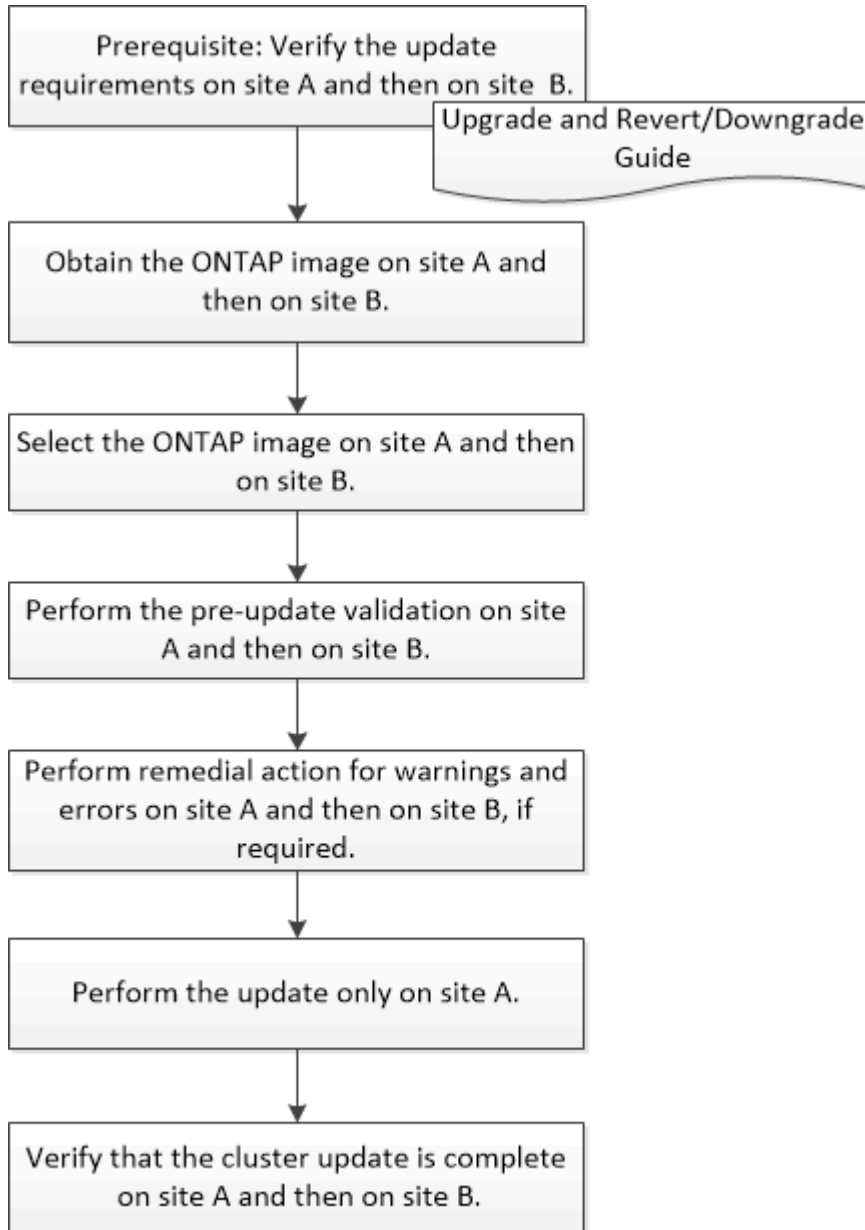 Prerequisite: Verify the update
requirements on site A and then on site B.
Upgrade and Revert/Downgrade
Guide
Obtain the ONTAP image on site A and
then on site B.
Select the ONTAP image on site A and then
on site B.
Perform the pre-update validation on site
A and then on site B.
Perform remedial action for warnings and
errors on site A and then on site B, if
required.
Perform the update only on site A.
Verify that the cluster update is complete
on site A and then on site B.